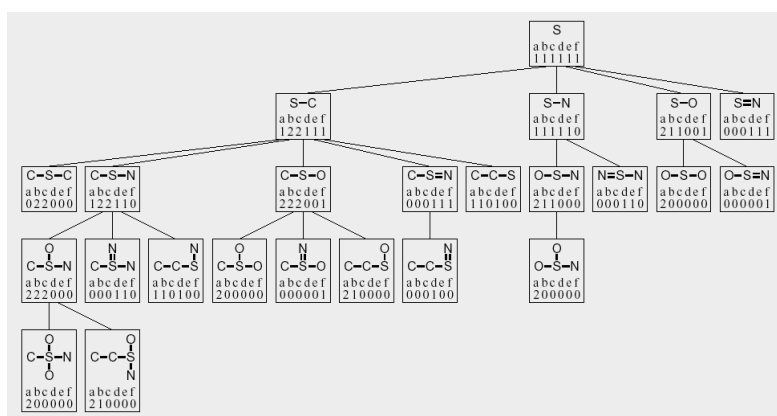 S
abcdef
111111
S-C
abcdef
122111
S-N
abcdef
111110
S-O
abcdef
211001
S=N
abcdef
000111
C-S-C
abcdef
022000
C-S-N
abcdef
122110
C-S-O
abcdef
222001
C-S=N
abcdef
000111
C-C-S
abcdef
110100
O-S-N
abcdef
211000
N=S-N
abcdef
000110
O-S-O
abcdef
200000
O-S=N
abcdef
000001
O
C-S-N
abcdef
222000
N
C-S-N
abcdef
000110
N
C-C-S
abcdef
110100
O
C-S-O
abcdef
200000
N
C-S-O
abcdef
000001
O
C-C-S
abcdef
210000
N
C-C-S
abcdef
000100
O
O-S-N
abcdef
200000
O
C-S-N
O
abcdef
200000
O
C-C-S
N
abcdef
210000